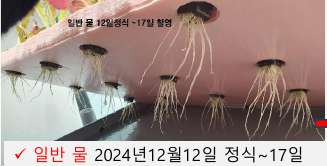 일반 물 12일정식 ~17일 촬영
✓ 일반 물 2024년12월12일 정식~17일